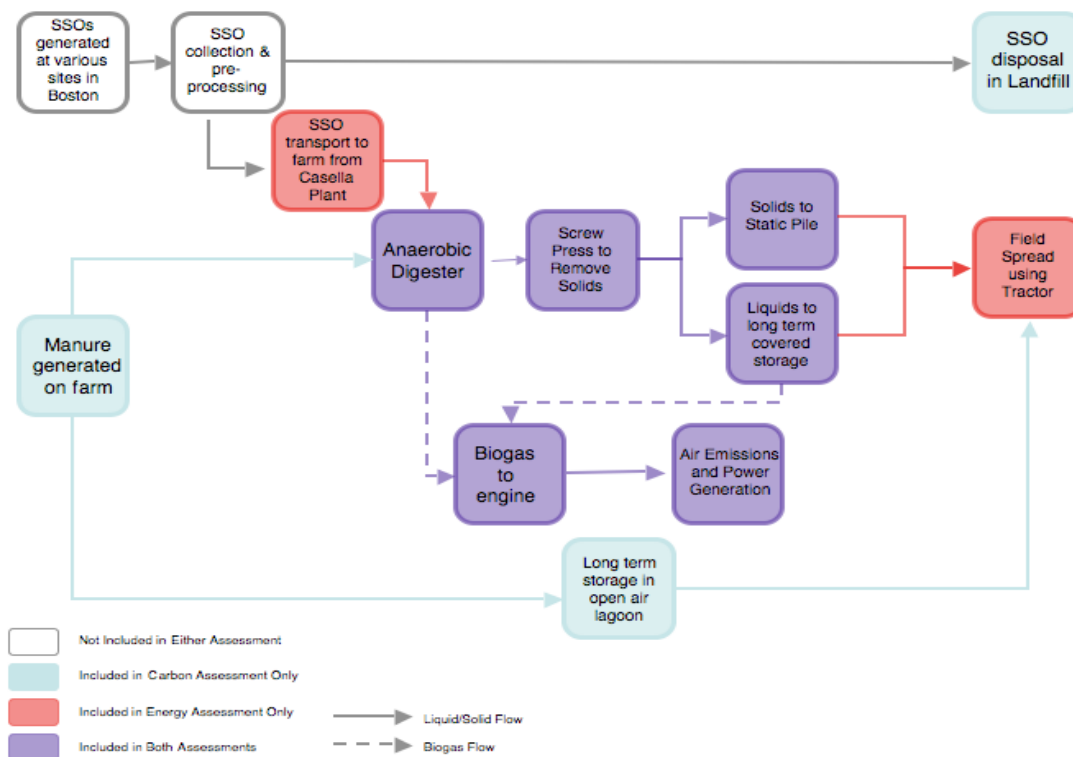 SSOs
generated
at various
sites in
Boston
SSO
collection &
pre-
processing
SSO
disposal
in Landfill
SSO
transport to
farm from
Casella
Plant
Anaerobic
Digester
Screw
Press to
Remove
Solids
Solids to
Static Pile
Liquids to
long term
covered
storage
Field
Spread
using
Tractor
Manure
generated
on farm
Biogas
to
engine
Air Emissions
and Power
Generation
Long term
storage in
open air
lagoon
Not Included in Either Assessment
Included in Carbon Assessment Only
Included in Energy Assessment Only
Included in Both Assessments
Liquid/Solid Flow
Biogas Flow